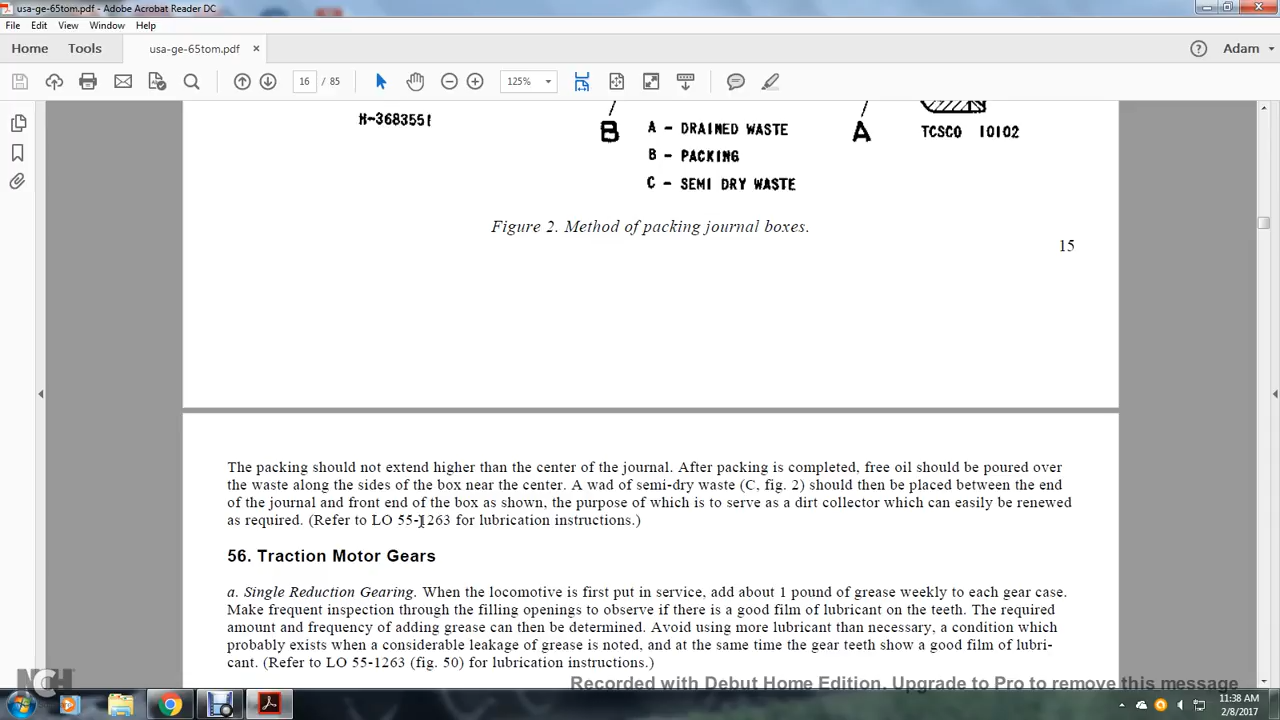 usa-ge-65tom.pdf - Adobe Acrobat Reader DC
File Edit View Window Help
Home Tools usa-ge-65tom.pdf × Adam
16 / 85 125%
H-3683551
B A - DRAINED WASTE A TCSCO 10102
B - PACKING
C - SEMI DRY WASTE
Figure 2. Method of packing journal boxes.
15
The packing should not extend higher than the center of the journal. After packing is completed, free oil should be poured over
the waste along the sides of the box near the center. A wad of semi-dry waste (C, fig. 2) should then be placed between the end
of the journal and front end of the box as shown, the purpose of which is to serve as a dirt collector which can easily be renewed
as required. (Refer to LO 55-1263 for lubrication instructions.)
56. Traction Motor Gears
a. Single Reduction Gearing. When the locomotive is first put in service, add about 1 pound of grease weekly to each gear case.
Make frequent inspection through the filling openings to observe if there is a good film of lubricant on the teeth. The required
amount and frequency of adding grease can then be determined. Avoid using more lubricant than necessary, a condition which
probably exists when a considerable leakage of grease is noted, and at the same time the gear teeth show a good film of lubri-
cant. (Refer to LO 55-1263 (fig. 50) for lubrication instructions.)
NCH
Recorded with Debut Home Edition. Upgrade to Pro to remove this message
11:38 AM
2/8/2017